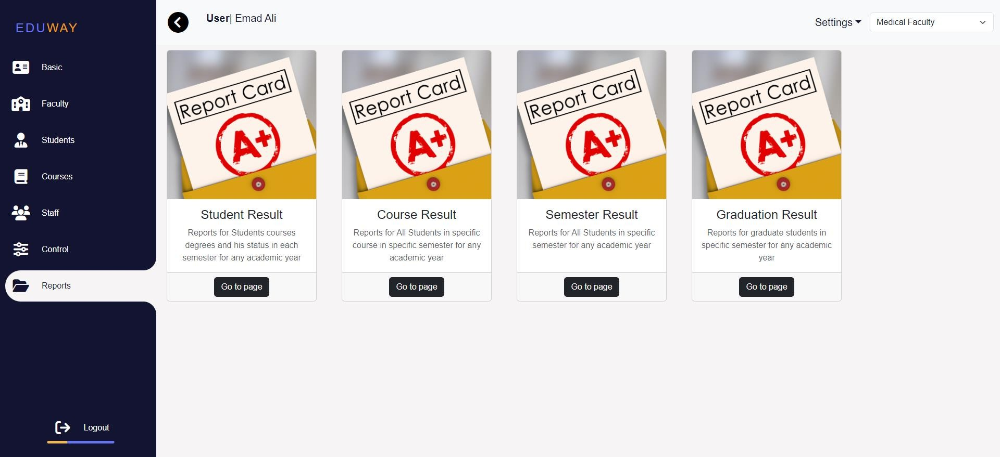 EDUWAY
User| Emad Ali
Settings
Medical Faculty
Basic
Faculty
Students
Courses
Staff
Control
Reports
Logout
Report Card
A+
Student Result
Reports for Students courses
degrees and his status in each
semester for any academic year
Go to page
Report Card
A+
Course Result
Reports for All Students in specific
course in specific semester for any
academic year
Go to page
Report Card
A+
Semester Result
Reports for All Students in specific
semester for any academic year
Go to page
Report Card
A+
Graduation Result
Reports for graduate students in
specific semester for any academic
year
Go to page